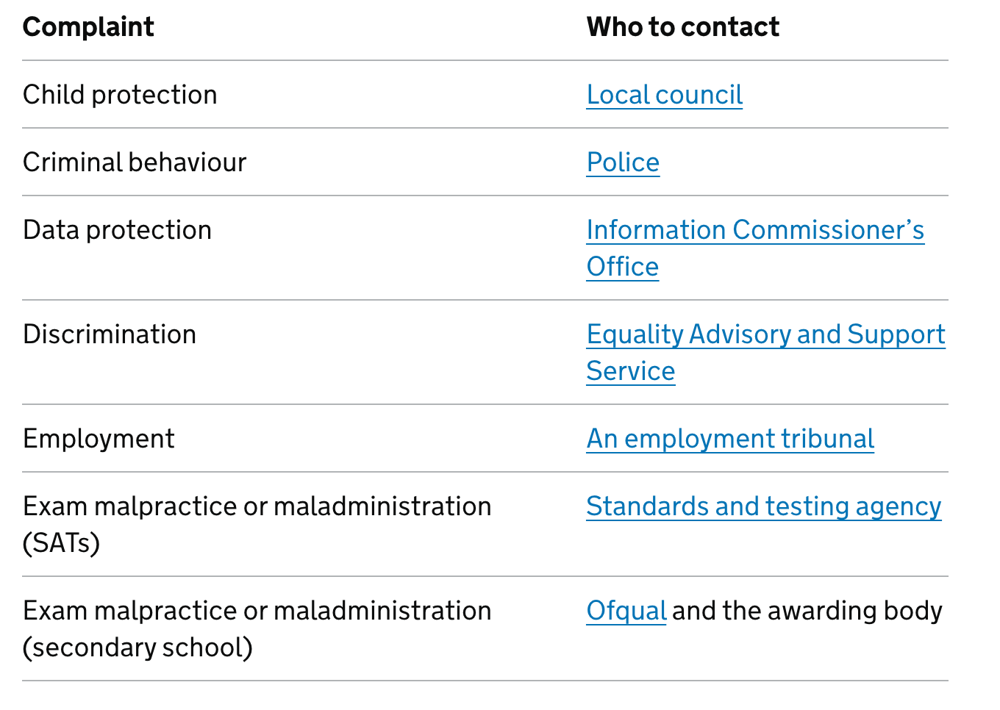 Complaint Who to contact
Child protection Local council
Criminal behaviour Police
Data protection Information Commissioner’s
Office
Discrimination Equality Advisory and Support
Service
Employment An employment tribunal
Exam malpractice or maladministration Standards and testing agency
(SATs)
Exam malpractice or maladministration Ofqual and the awarding body
(secondary school)